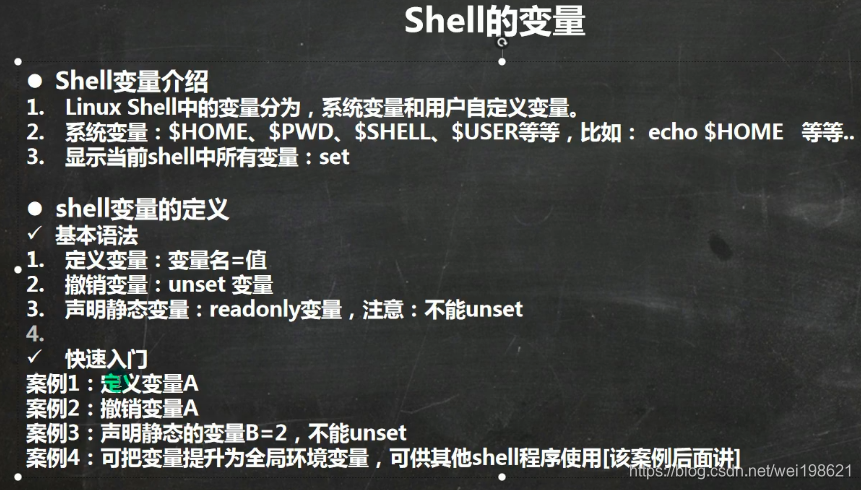 Shell的变量
● Shell变量介绍
1. Linux Shell中的变量分为，系统变量和用户自定义变量。
2. 系统变量：$HOME、$PWD、$SHELL、$USER等等，比如： echo $HOME 等等..
3. 显示当前shell中所有变量：set
● shell变量的定义
✓ 基本语法
1. 定义变量：变量名=值
2. 撤销变量：unset 变量
3. 声明静态变量：readonly变量，注意：不能unset
4.
✓ 快速入门
案例1：定义变量A
案例2：撤销变量A
案例3：声明静态的变量B=2，不能unset
案例4：可把变量提升为全局环境变量，可供其他shell程序使用[该案例后面讲]
https://blog.csdn.net/wei198621